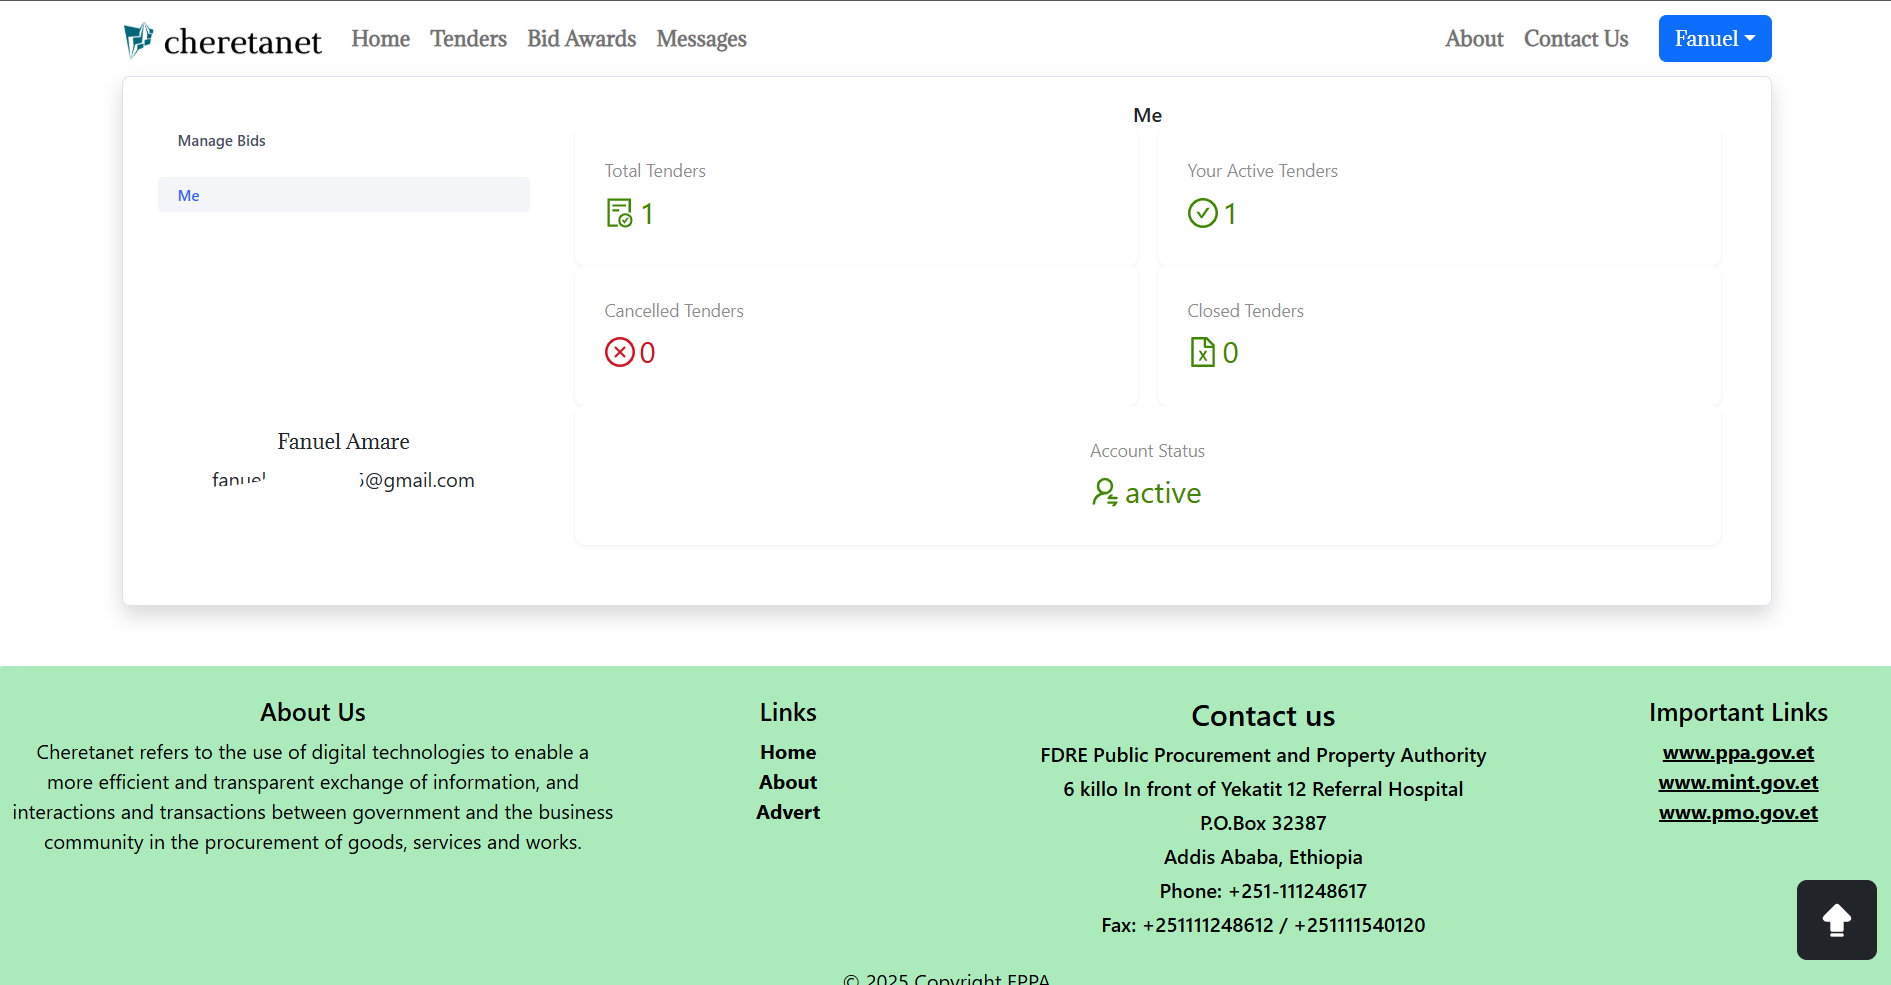 cheretanet
Home Tenders Bid Awards Messages
About Contact Us Fanuel
Manage Bids
Me
Fanuel Amare
@gmail.com
Me
Total Tenders
1
Your Active Tenders
1
Cancelled Tenders
0
Closed Tenders
0
Account Status
active
About Us
Cheretanet refers to the use of digital technologies to enable a
more efficient and transparent exchange of information, and
interactions and transactions between government and the business
community in the procurement of goods, services and works.
Links
Home
About
Advert
Contact us
FDRE Public Procurement and Property Authority
6 killo In front of Yekatit 12 Referral Hospital
P.O.Box 32387
Addis Ababa, Ethiopia
Phone: +251-111248617
Fax: +251111248612 / +251111540120
Important Links
www.ppa.gov.et
www.mint.gov.et
www.pmo.gov.et
© 2025 Copyright